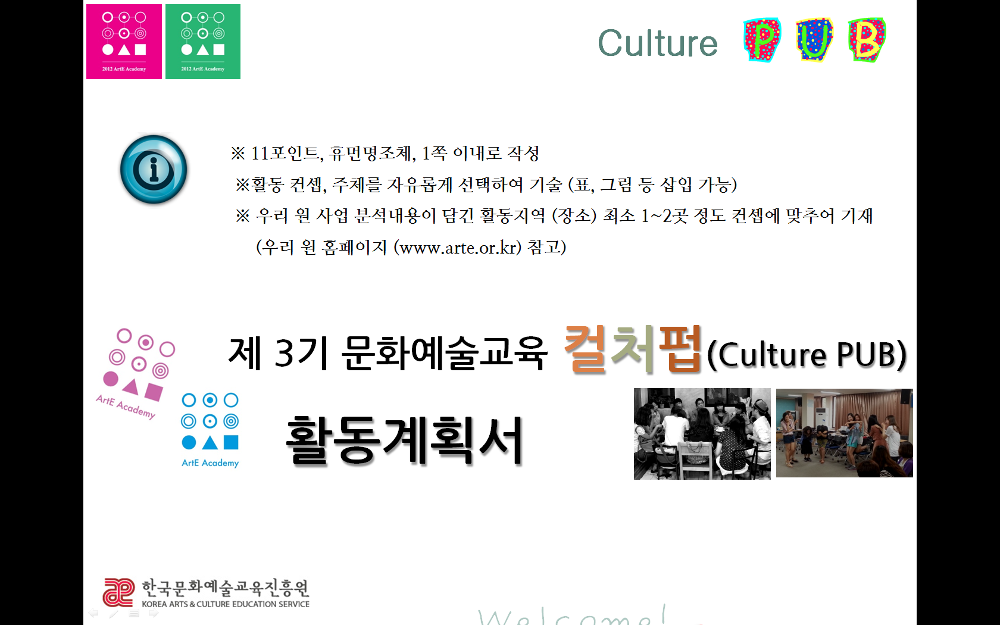 2012 ArtE Academy
2012 ArtE Academy
Culture PUB
※ 11포인트, 휴먼명조체, 1쪽 이내로 작성
※활동 컨셉, 주체를 자유롭게 선택하여 기술 (표, 그림 등 삽입 가능)
※ 우리 원 사업 분석내용이 담긴 활동지역 (장소) 최소 1~2곳 정도 컨셉에 맞추어 기재
(우리 원 홈페이지 (www.arte.or.kr) 참고)
제 3기 문화예술교육 컬처펍(Culture PUB)
ArtE Academy
활동계획서
ArtE Academy
한국문화예술교육진흥원
KOREA ARTS & CULTURE EDUCATION SERVICE
Welcome!